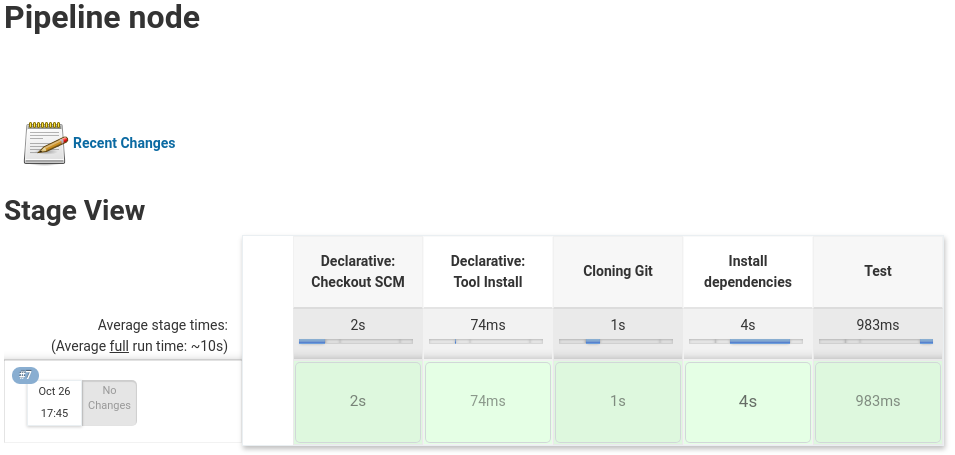 Pipeline node
Recent Changes
Stage View
Declarative:
Checkout SCM
Declarative:
Tool Install
Cloning Git
Install
dependencies
Test
Average stage times:
(Average full run time: ~10s)
2s
74ms
1s
4s
983ms
#7
Oct 26
17:45
No
Changes
2s
74ms
1s
4s
983ms